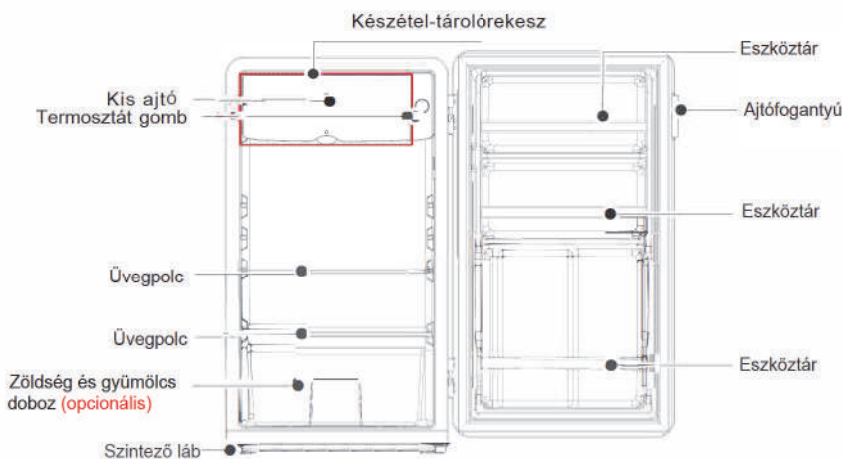 Készétel-tárolórekesz
Eszköztár
Kis ajtó
Termosztát gomb
Ajtófogantyú
Eszköztár
Üvegpolc
Üvegpolc
Eszköztár
Zöldség és gyümölcs
doboz (opcionális)
Szintező láb